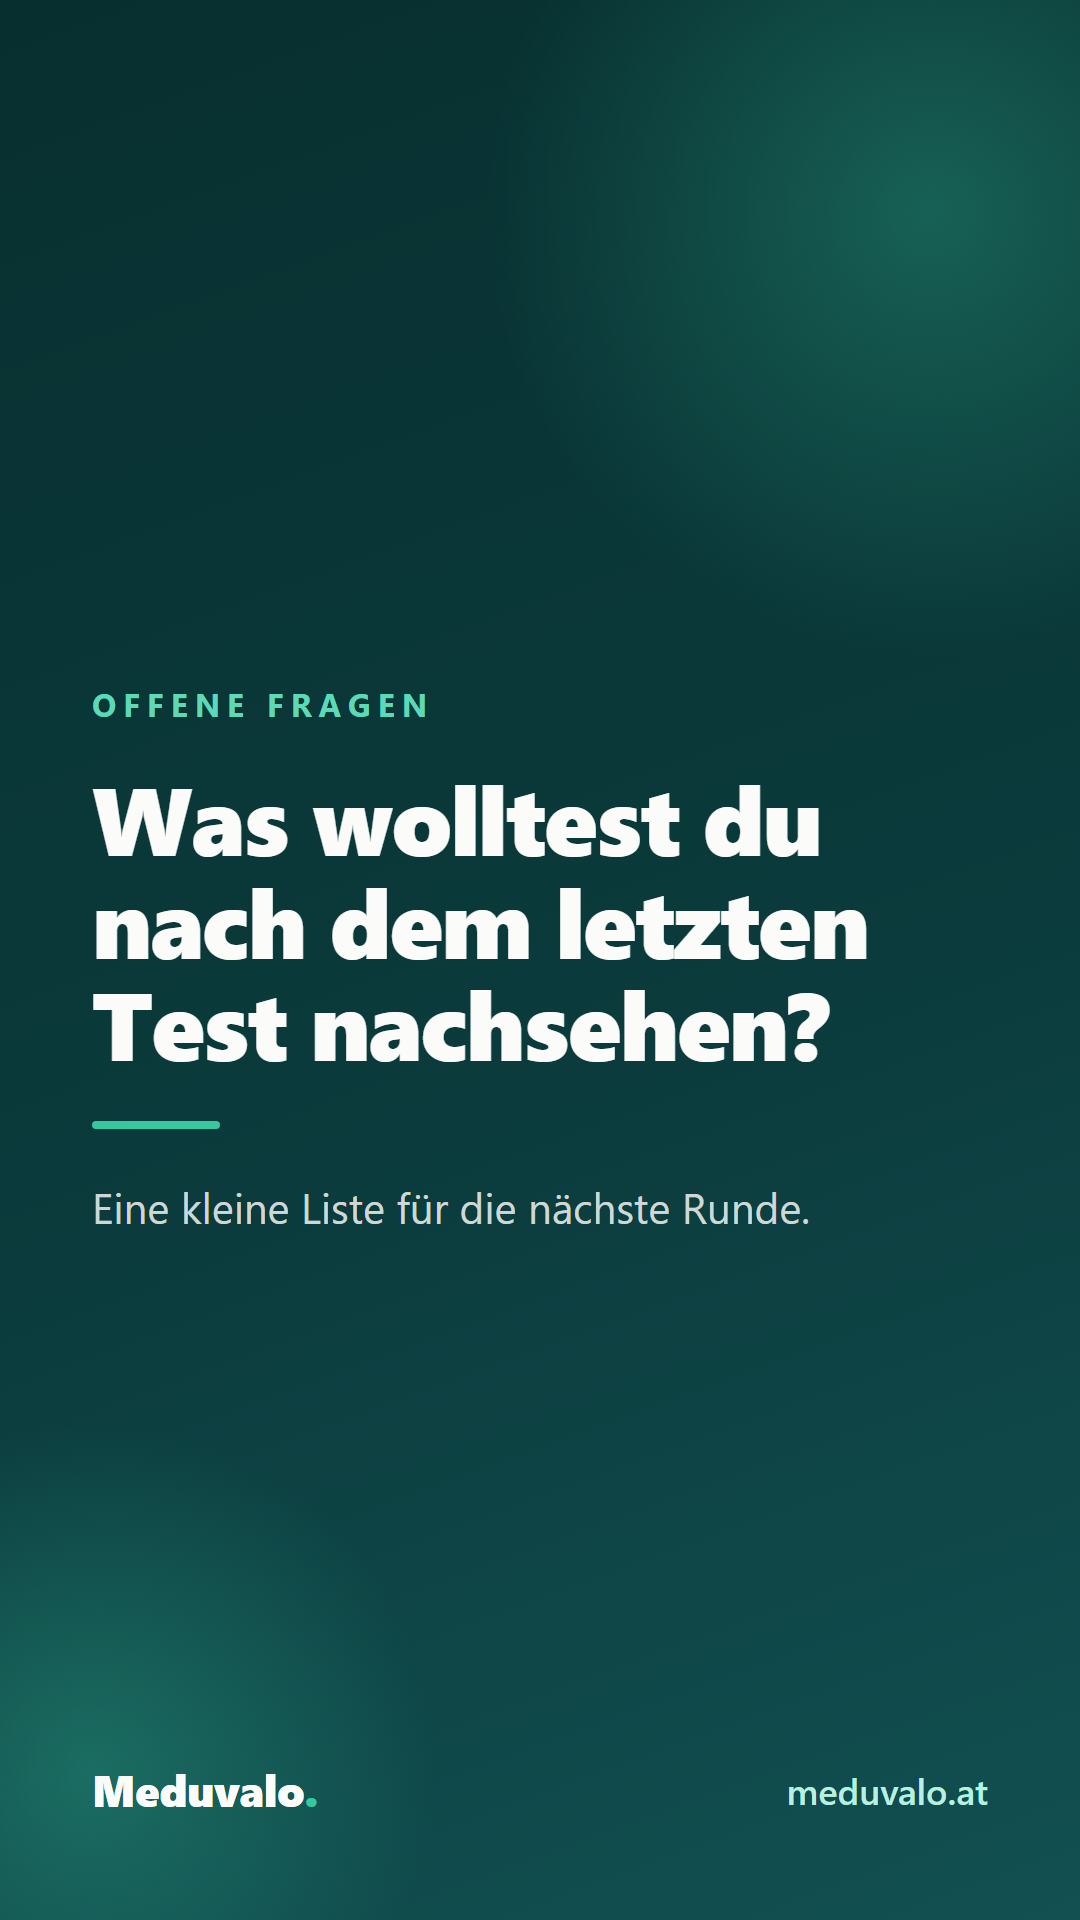 OFFENE FRAGEN
Was wolltest du
nach dem letzten
Test nachsehen?
Eine kleine Liste für die nächste Runde.
Meduvalo.
meduvalo.at